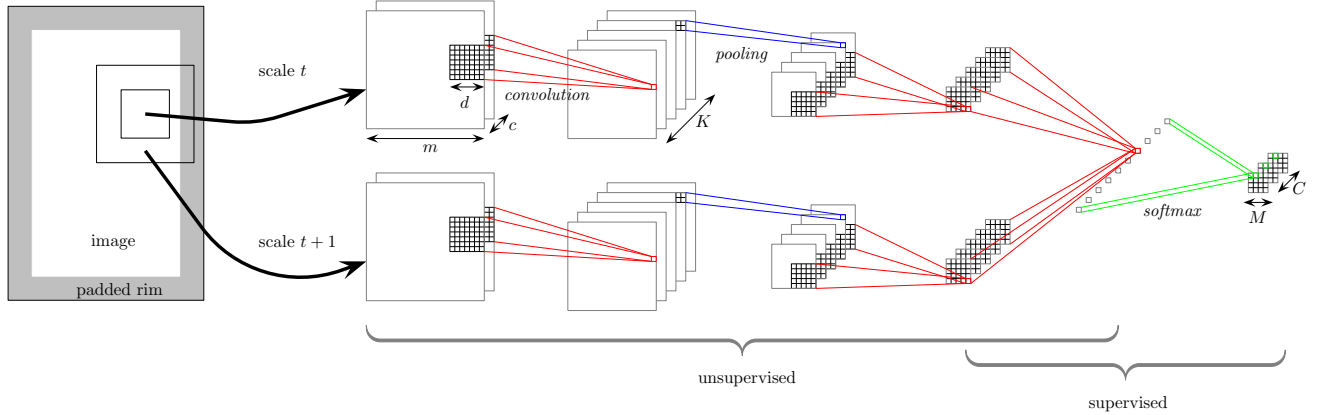 scale t
pooling
d
convolution
c
K
m
image
scale t + 1
softmax
M
C
padded rim
unsupervised
supervised